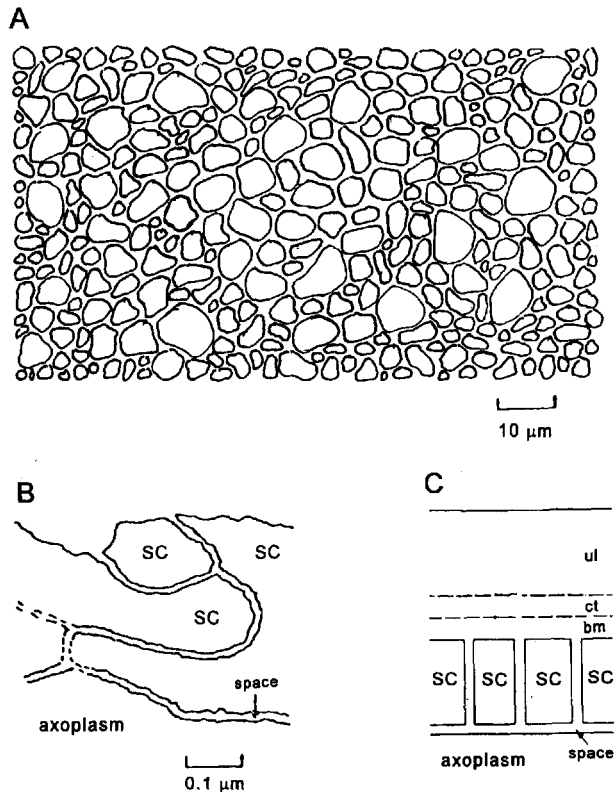 A
10 μm
B
SC
SC
SC
space
axoplasm
0.1 μm
C
ul
ct
bm
SC SC SC SC
axoplasm
space